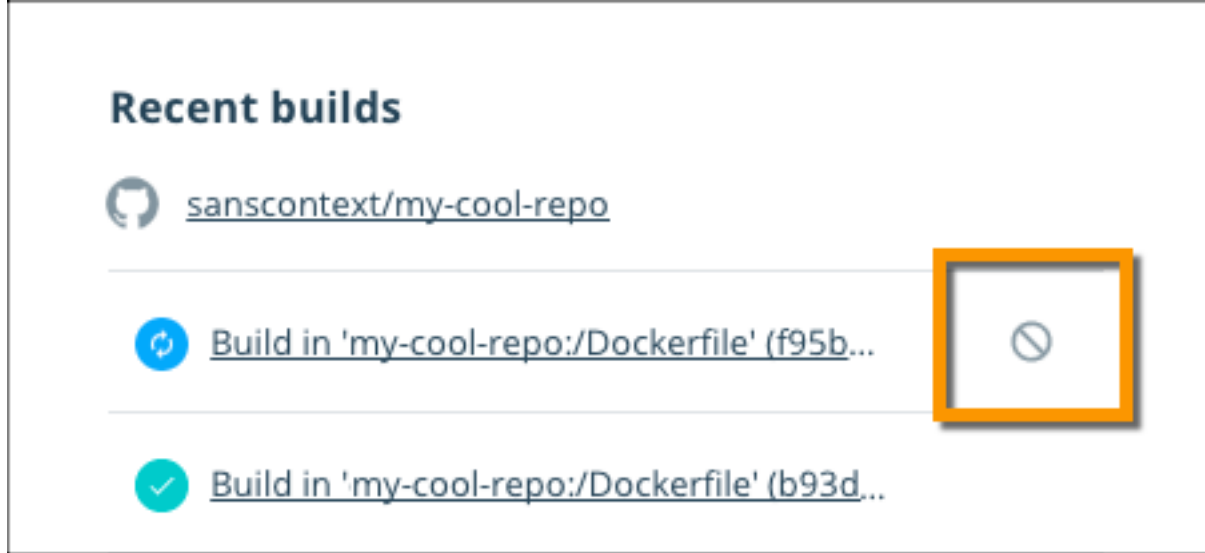 Recent builds
sanscontext/my-cool-repo
Build in 'my-cool-repo:/Dockerfile' (f95b...
Build in 'my-cool-repo:/Dockerfile' (b93d...